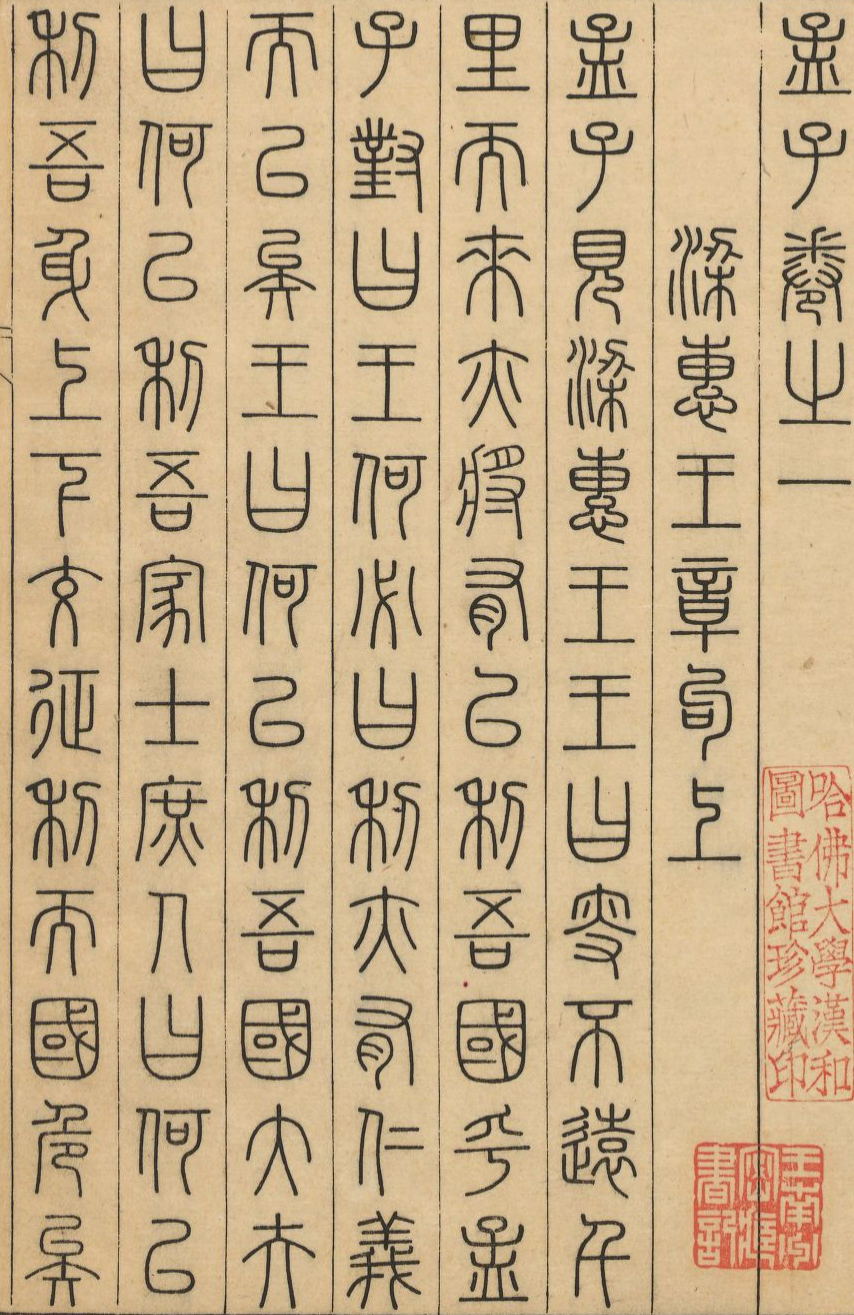 孟子卷之一
梁惠王章句上
孟子見梁惠王王曰叟不遠千
里而來亦將有以利吾國乎孟
子對曰王何必曰利亦有仁義
而已矣王曰何以利吾國大夫
曰何以利吾家士庶人曰何以
利吾身上下交征利而國危矣
哈佛大學漢和
圖書館珍藏印